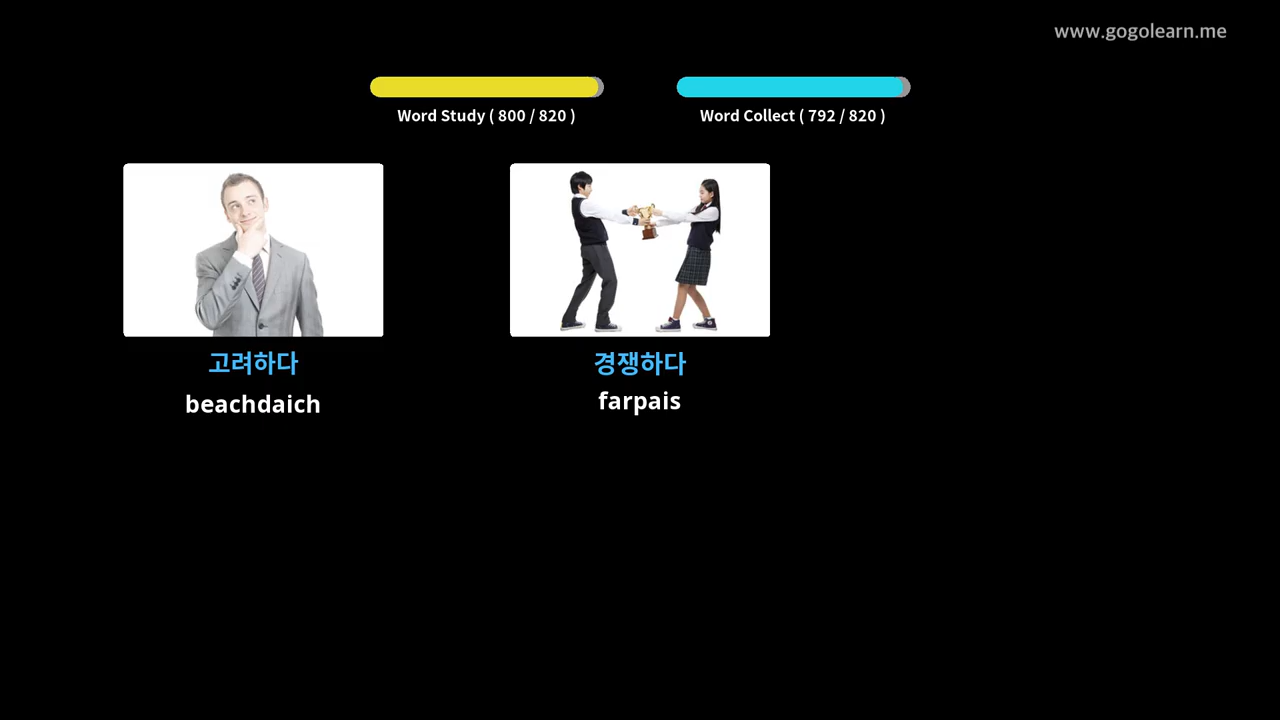 www.gogolearn.me
Word Study ( 800 / 820 )
Word Collect ( 792 / 820 )
고려하다
beachdaich
경쟁하다
farpais